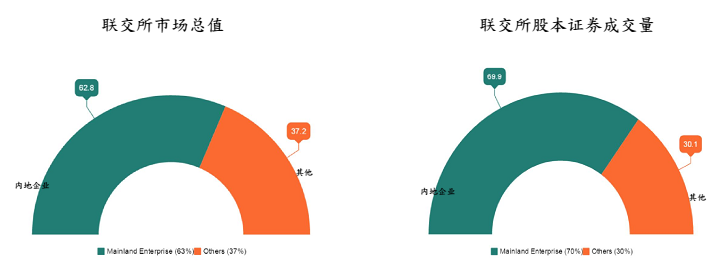 联交所市场总值
62.8
37.2
内地企业
其他
Mainland Enterprise (63%) Others (37%)
联交所股本证券成交量
69.9
30.1
内地企业
其他
Mainland Enterprise (70%) Others (30%)